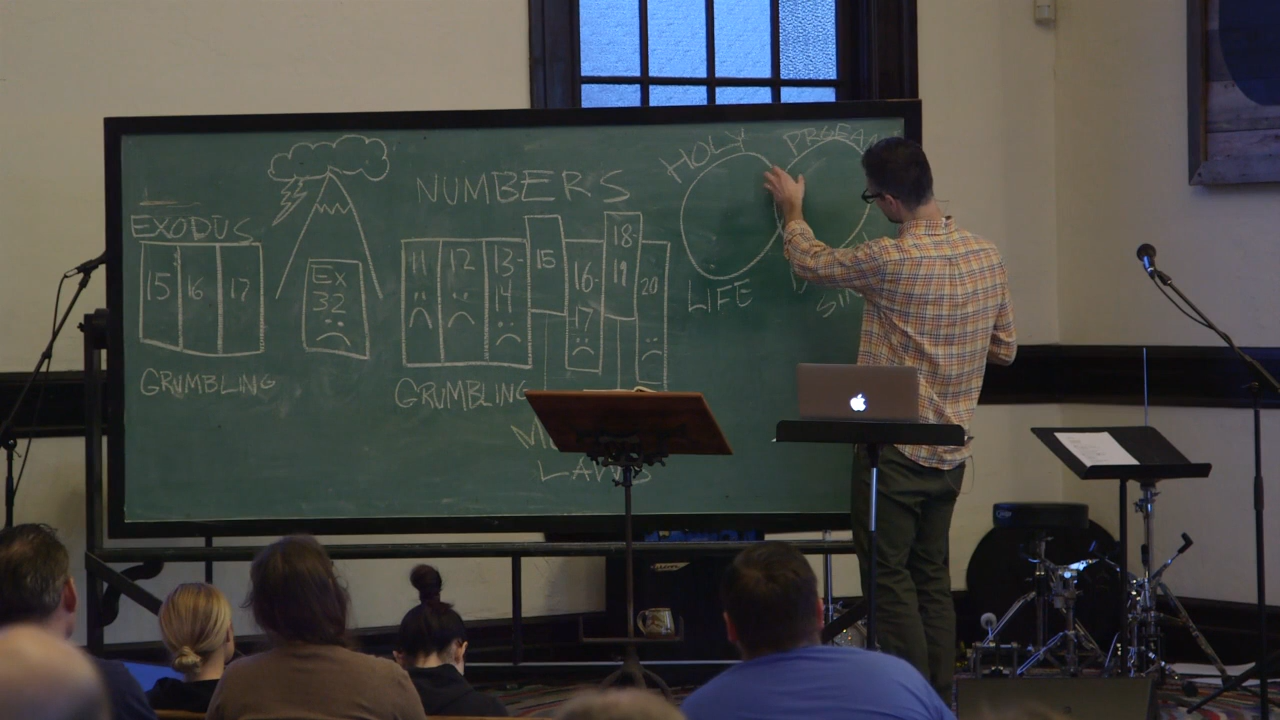 EXODUS
15 16 17
GRUMBLING
EX
32
NUMBERS
11 12 13-
14
15
16-
17
18-
19
20
GRUMBLING
HOLY
LIFE